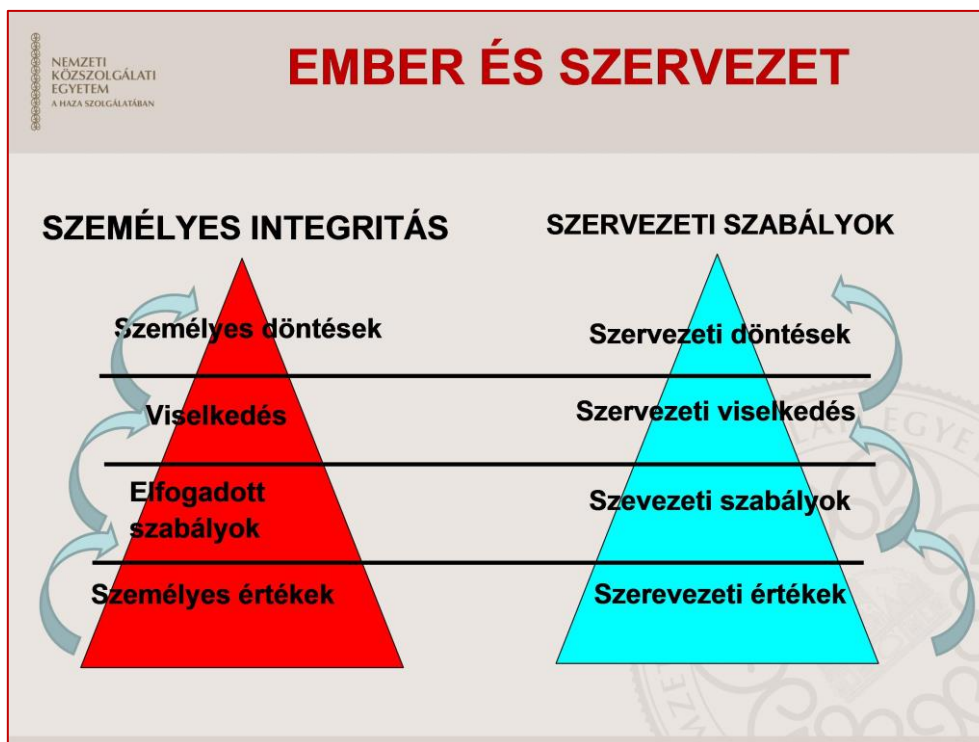 NEMZETI
KÖZSZOLGÁLATI
EGYETEM
A HAZA SZOLGÁLATÁBAN
EMBER ÉS SZERVEZET
SZEMÉLYES INTEGRITÁS
Személyes döntések
Viselkedés
Elfogadott
szabályok
Személyes értékek
SZERVEZETI SZABÁLYOK
Szervezeti döntések
Szervezeti viselkedés
Szevezeti szabályok
Szerevezeti értékek